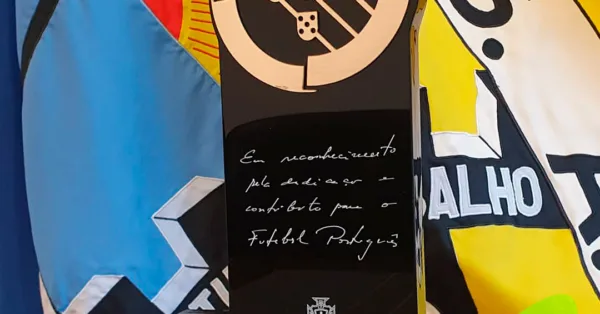 Em reconhecimento
pela dedicação e
contributo para o
Futebol Português
ALHO